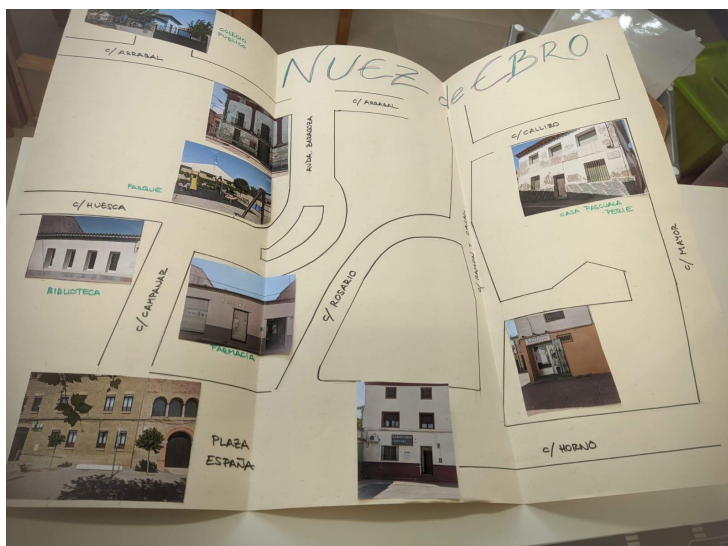 COLEGIO
PÚBLICO
C/ ARRABAL
NUEZ de EBRO
C/ ARRABAL
AVDA. ZARAGOZA
C/ CALLIZO
PARQUE
CASA PASCUALA
PERIE
C/ HUESCA
C/ MAYOR
BIBLIOTECA
C/ CAMPANAR
C/ ROSARIO
FARMACIA
PLAZA
ESPAÑA
C/ HORNO